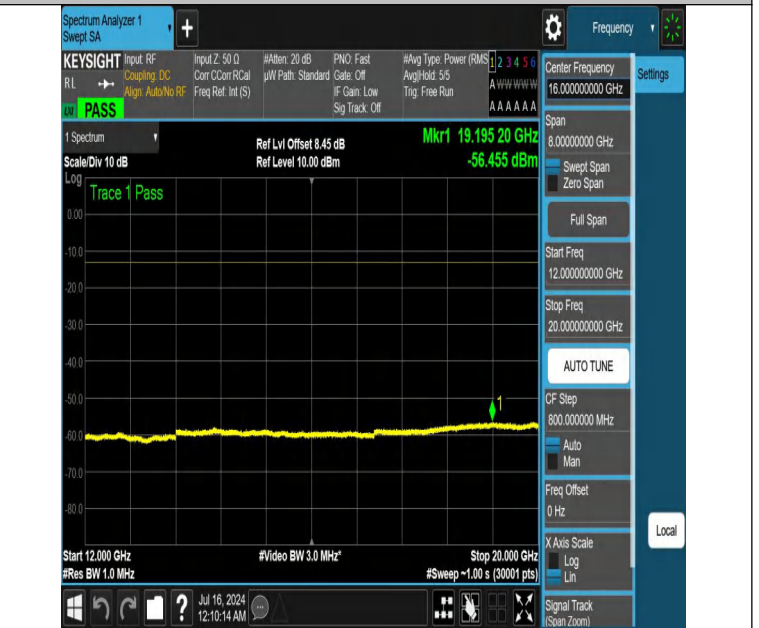 Spectrum Analyzer 1
Swept SA
+
Frequency
KEYSIGHT
RL
PASS
Input: RF
Coupling: DC
Align: Auto/No RF
Input Z: 50 Ω
Corr CCorr RCal
Freq Ref: Int (S)
#Atten: 20 dB
µW Path: Standard
PNO: Fast
Gate: Off
IF Gain: Low
Sig Track: Off
#Avg Type: Power (RMS
Avg|Hold: 5/5
Trig: Free Run
1 2 3 4 5 6
A W W W W W
A A A A A A
1 Spectrum
Scale/Div 10 dB
Log
Ref Lvl Offset 8.45 dB
Ref Level 10.00 dBm
Mkr1 19.195 20 GHz
-56.455 dBm
Trace 1 Pass
0.00
-10.0
-20.0
-30.0
-40.0
-50.0
-60.0
-70.0
-80.0
1
Start 12.000 GHz
#Res BW 1.0 MHz
#Video BW 3.0 MHz*
Stop 20.000 GHz
#Sweep ~1.00 s (30001 pts)
Jul 16, 2024
12:10:14 AM
Center Frequency
16.000000000 GHz
Span
8.00000000 GHz
Swept Span
Zero Span
Full Span
Start Freq
12.000000000 GHz
Stop Freq
20.000000000 GHz
AUTO TUNE
CF Step
800.000000 MHz
Auto
Man
Freq Offset
0 Hz
X Axis Scale
Log
Lin
Signal Track
(Span Zoom)
Settings
Local